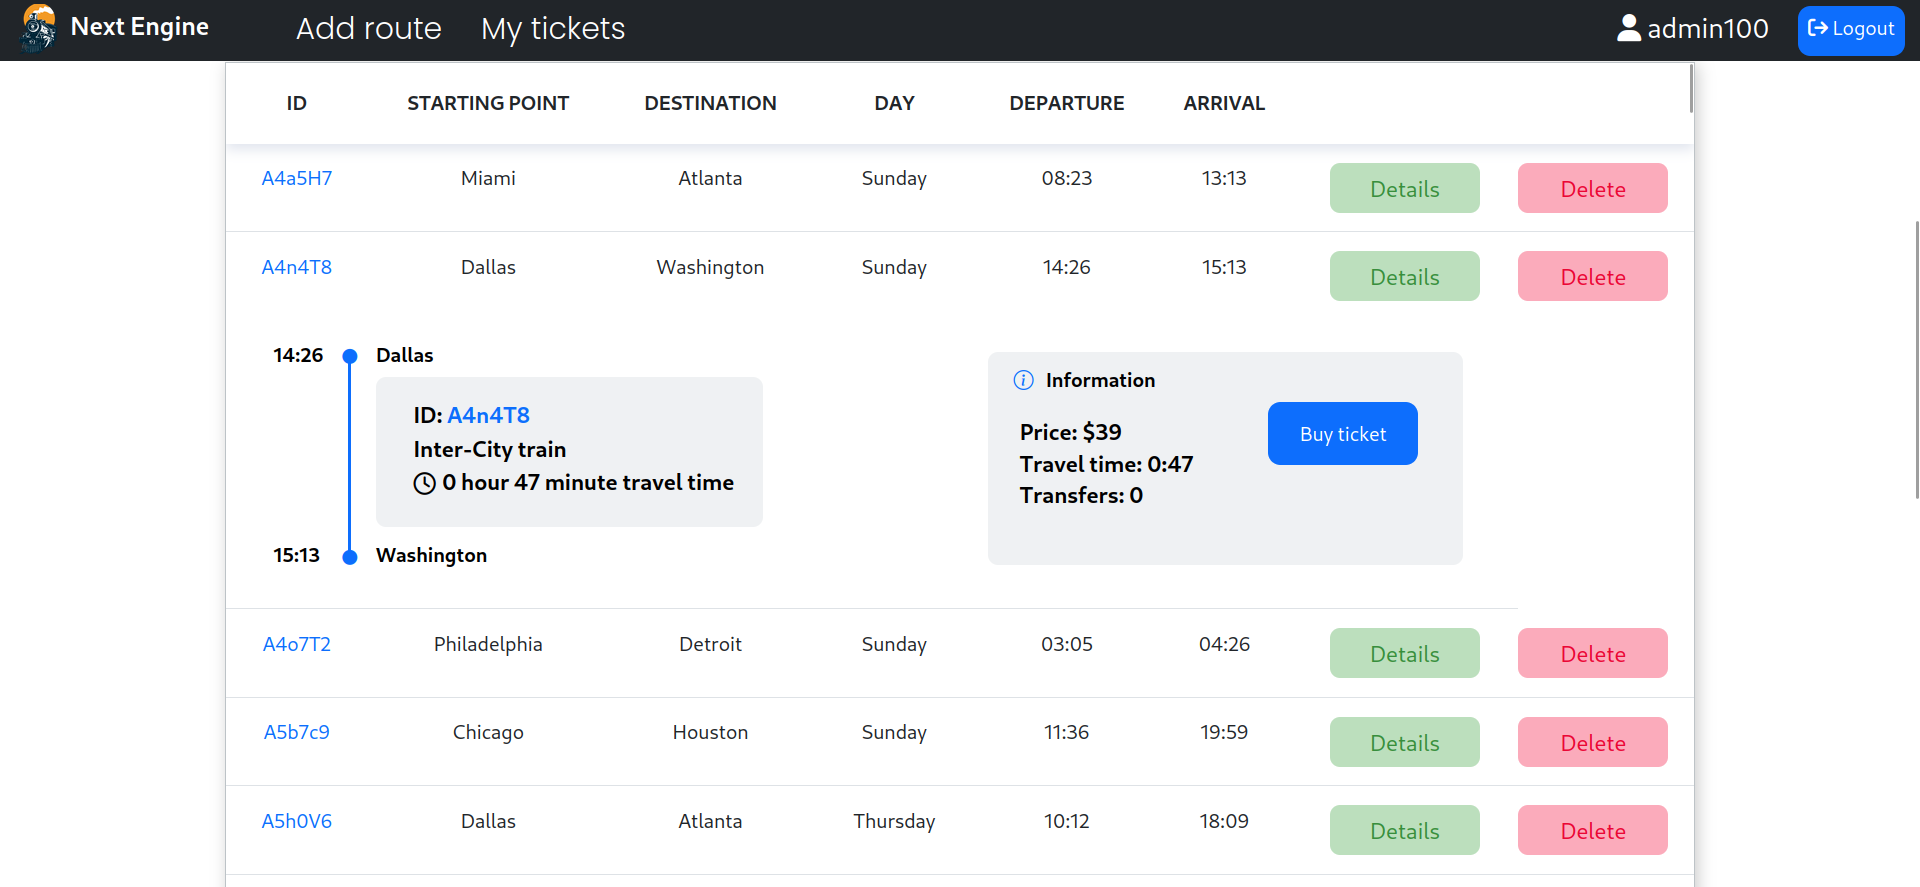 Next Engine Add route My tickets admin100 Logout
ID STARTING POINT DESTINATION DAY DEPARTURE ARRIVAL
A4a5H7 Miami Atlanta Sunday 08:23 13:13 Details Delete
A4n4T8 Dallas Washington Sunday 14:26 15:13 Details Delete
14:26 Dallas
ID: A4n4T8
Inter-City train
0 hour 47 minute travel time
15:13 Washington
Information
Price: $39
Travel time: 0:47
Transfers: 0
Buy ticket
A4o7T2 Philadelphia Detroit Sunday 03:05 04:26 Details Delete
A5b7c9 Chicago Houston Sunday 11:36 19:59 Details Delete
A5h0V6 Dallas Atlanta Thursday 10:12 18:09 Details Delete